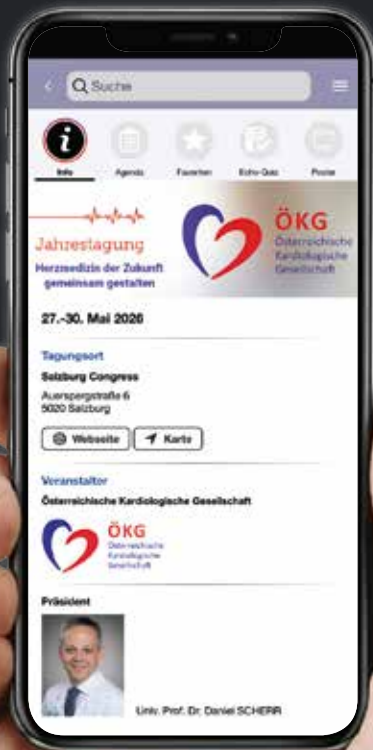 Suche
Info
Agenda
Favoriten
Echo-Quiz
Poster
Jahrestagung
Herzmedizin der Zukunft
gemeinsam gestalten
ÖKG
Österreichische
Kardiologische
Gesellschaft
27.-30. Mai 2026
Tagungsort
Salzburg Congress
Auerspergstraße 6
5020 Salzburg
Webseite
Karte
Veranstalter
Österreichische Kardiologische Gesellschaft
ÖKG
Österreichische
Kardiologische
Gesellschaft
Präsident
Univ. Prof. Dr. Daniel SCHERR